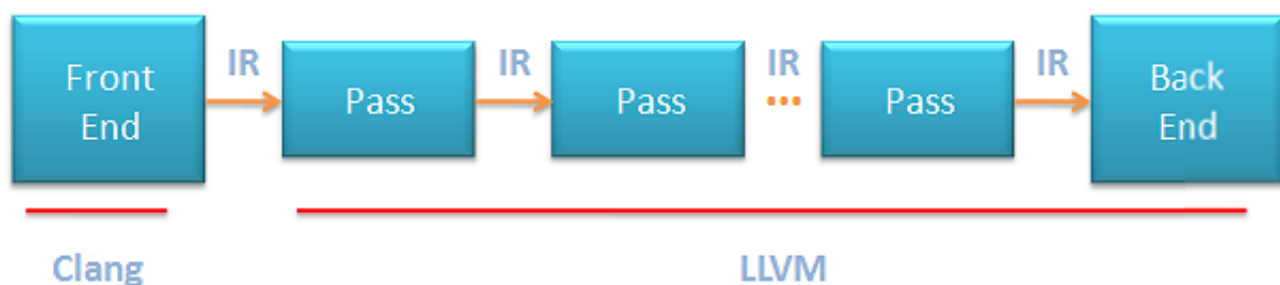 Front
End
IR
Pass
IR
Pass
IR
...
Pass
IR
Back
End
Clang
LLVM